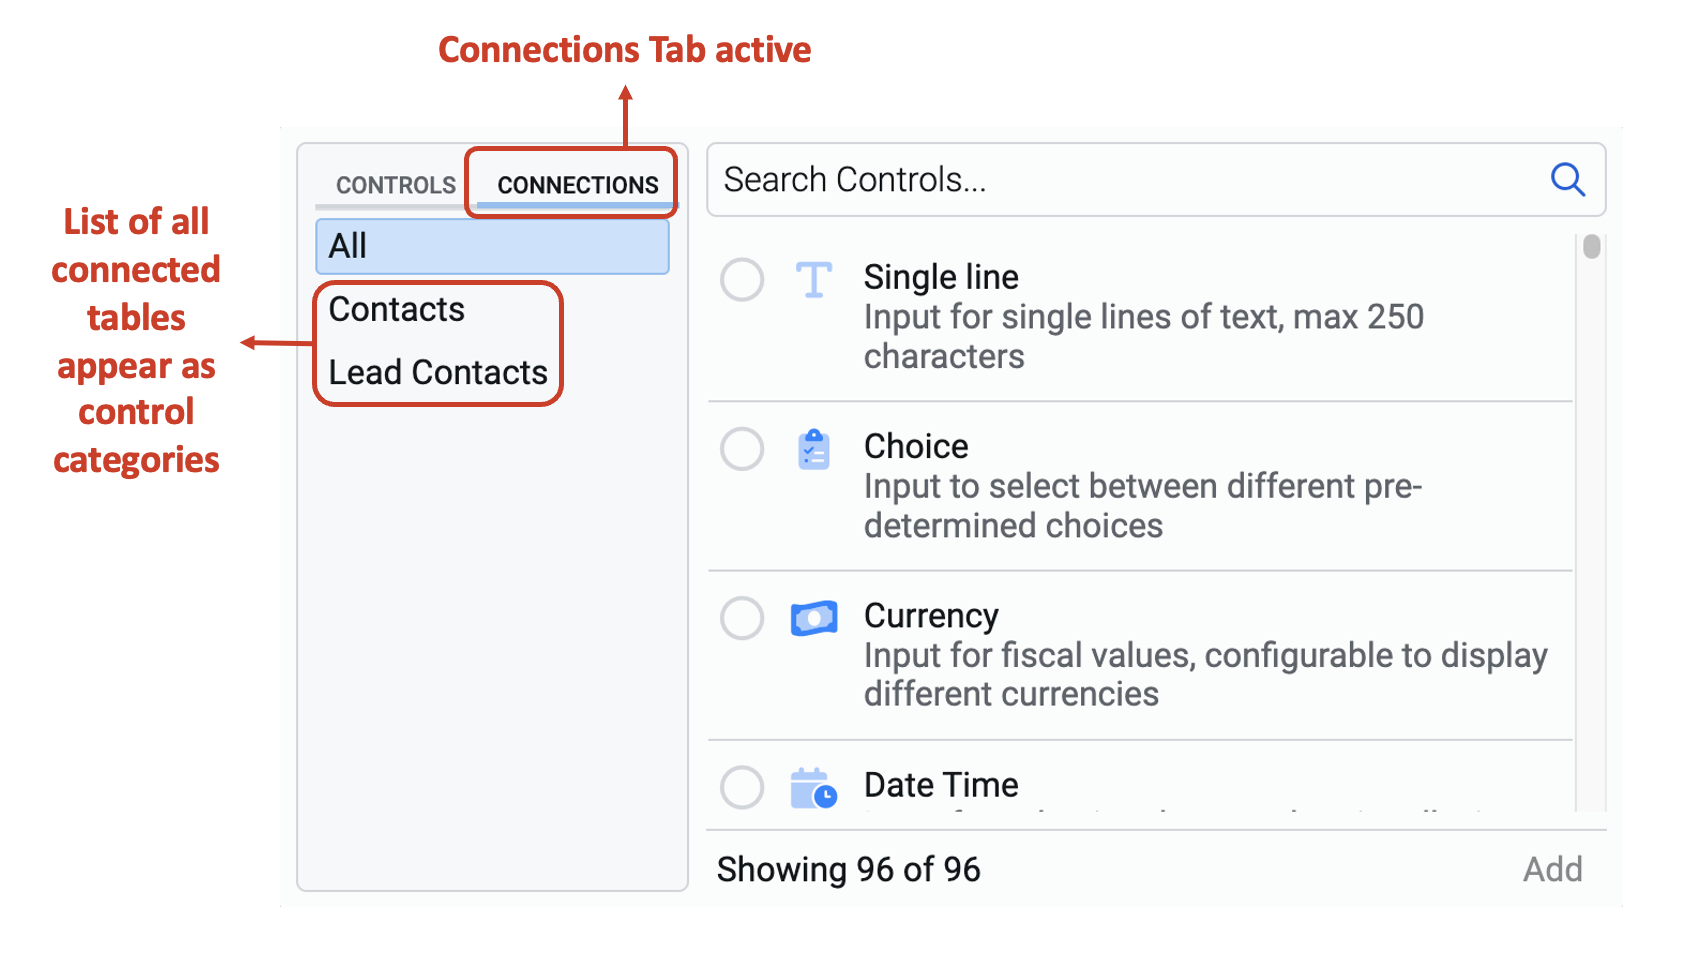 Connections Tab active
List of all
connected
tables
appear as
control
categories
CONTROLS
CONNECTIONS
All
Contacts
Lead Contacts
Search Controls...
Single line
Input for single lines of text, max 250
characters
Choice
Input to select between different pre-
determined choices
Currency
Input for fiscal values, configurable to display
different currencies
Date Time
Showing 96 of 96
Add